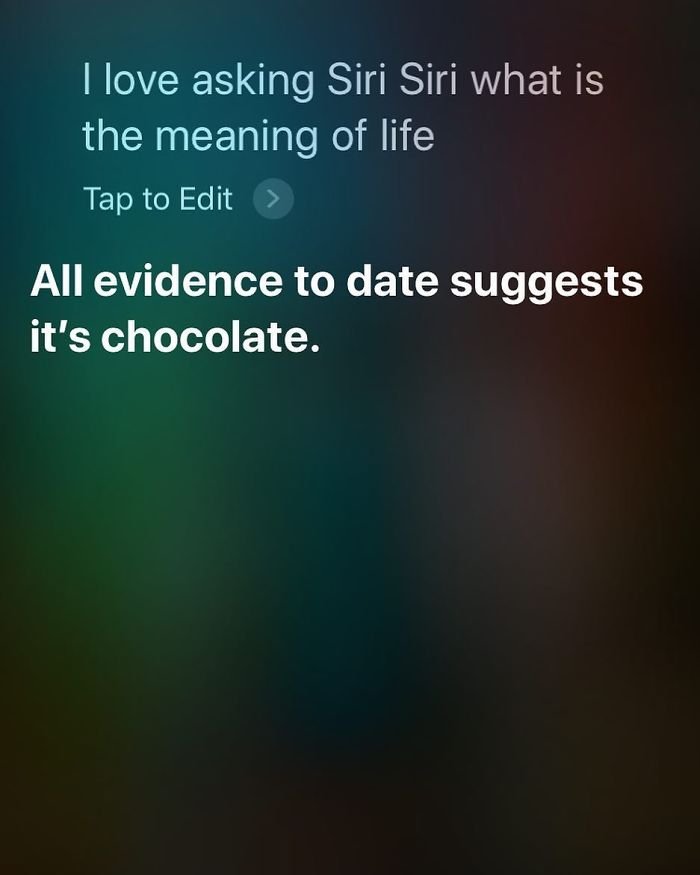 I love asking Siri Siri what is
the meaning of life
Tap to Edit
All evidence to date suggests
it’s chocolate.